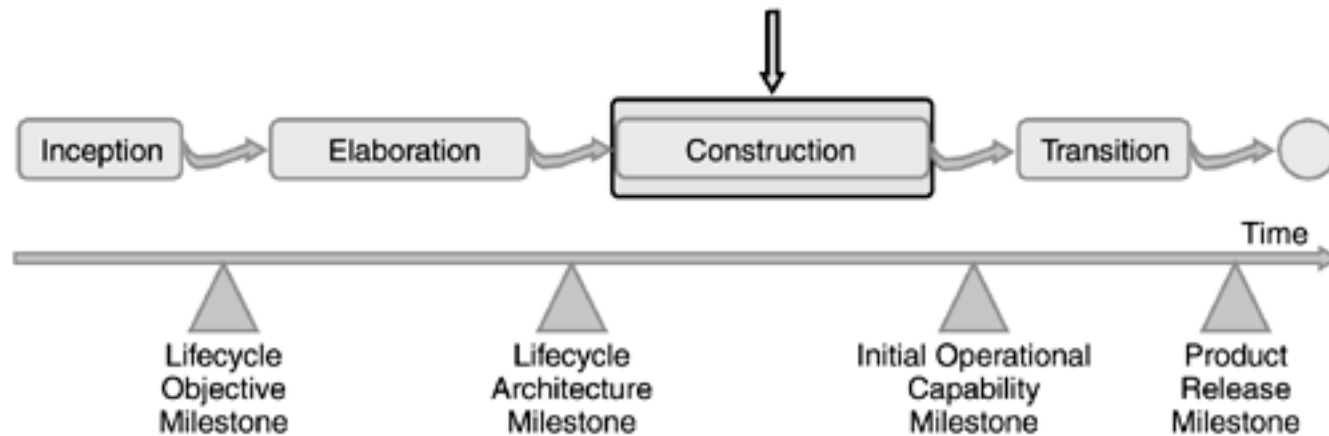 Inception
Elaboration
Construction
Transition
Time
Lifecycle
Objective
Milestone
Lifecycle
Architecture
Milestone
Initial Operational
Capability
Milestone
Product
Release
Milestone